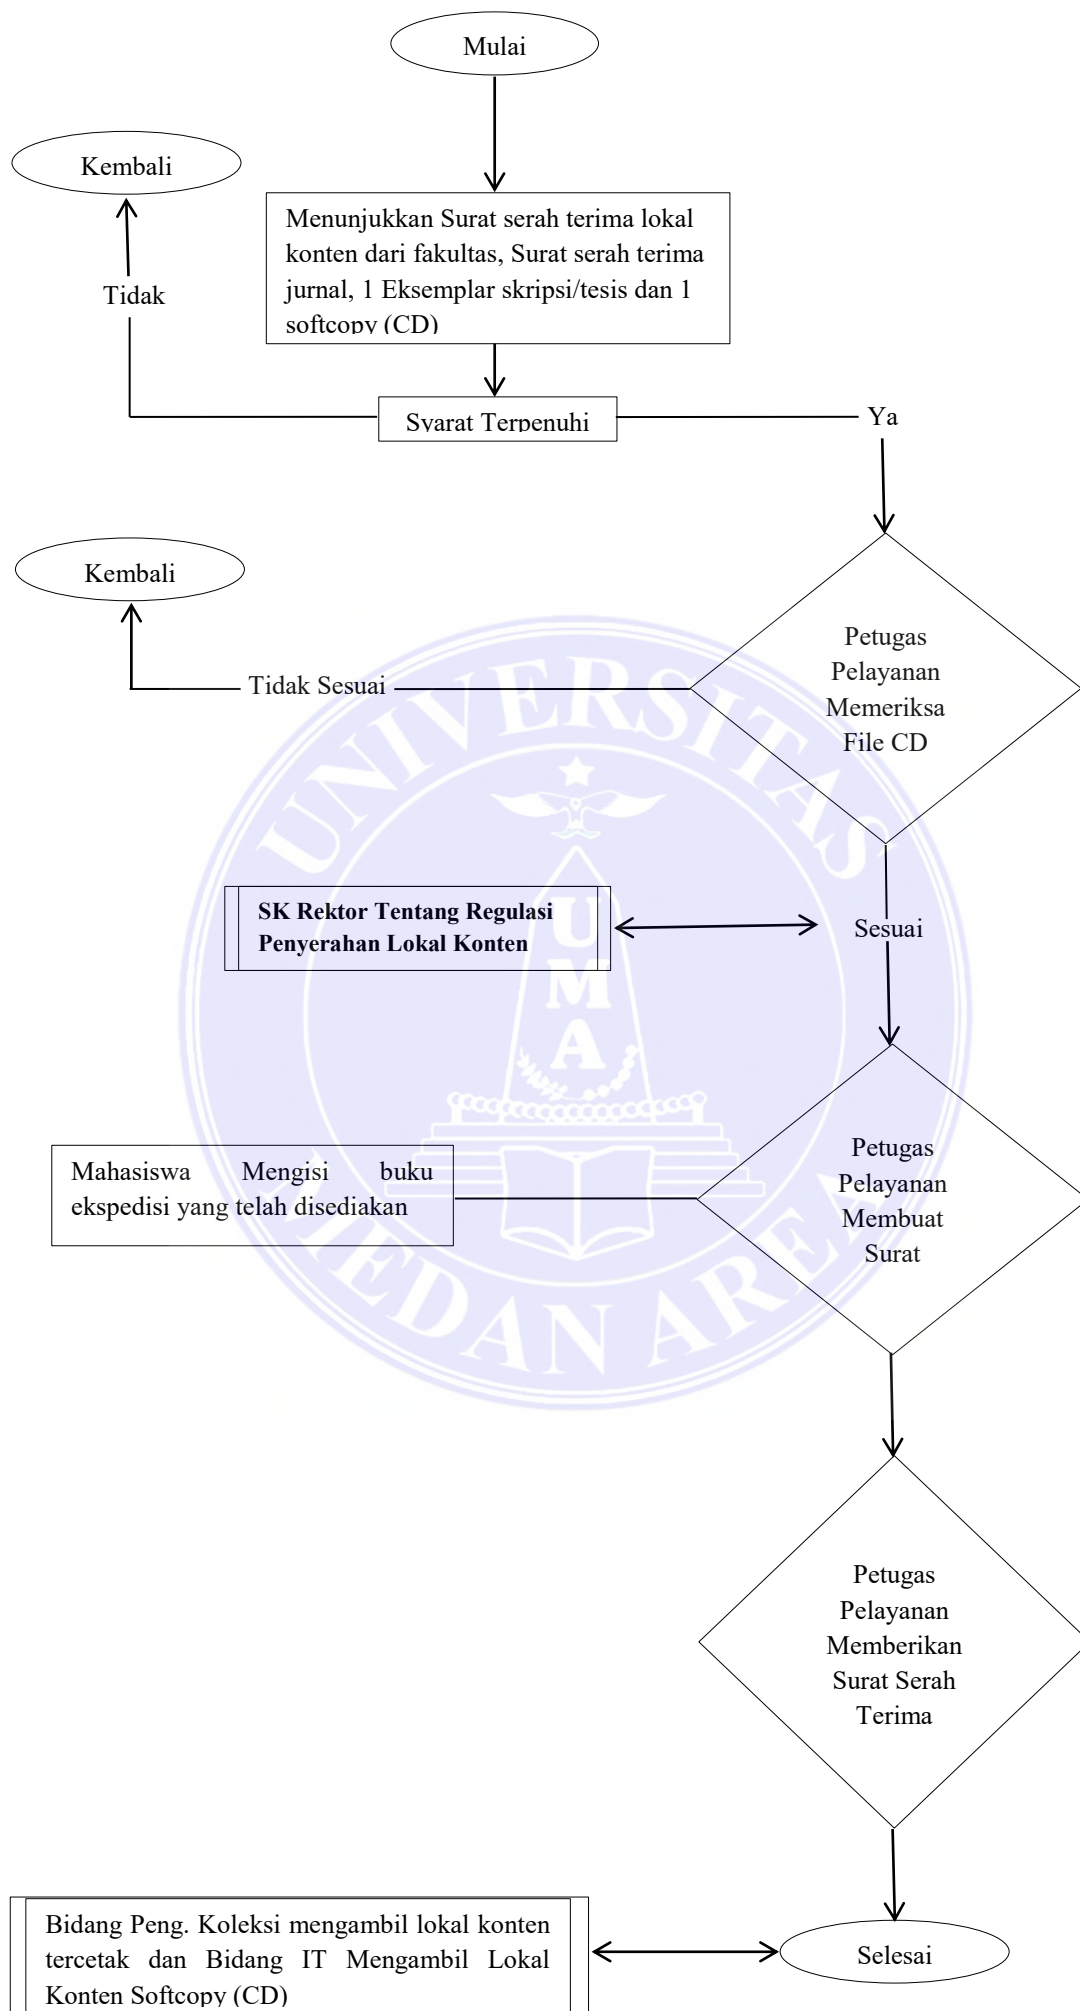 Mulai
Kembali
Menunjukkan Surat serah terima lokal
konten dari fakultas, Surat serah terima
jurnal, 1 Eksemplar skripsi/tesis dan 1
softcopy (CD)
Tidak
Syarat Terpenuhi
Ya
Kembali
Petugas
Pelayanan
Memeriksa
File CD
Tidak Sesuai
UNIVERSITAS
SK Rektor Tentang Regulasi
Penyerahan Lokal Konten
Sesuai
U
M
A
Mahasiswa Mengisi buku
ekspedisi yang telah disediakan
Petugas
Pelayanan
Membuat
Surat
MEDAN AREA
Petugas
Pelayanan
Memberikan
Surat Serah
Terima
Bidang Peng. Koleksi mengambil lokal konten
tercetak dan Bidang IT Mengambil Lokal
Konten Softcopy (CD)
Selesai